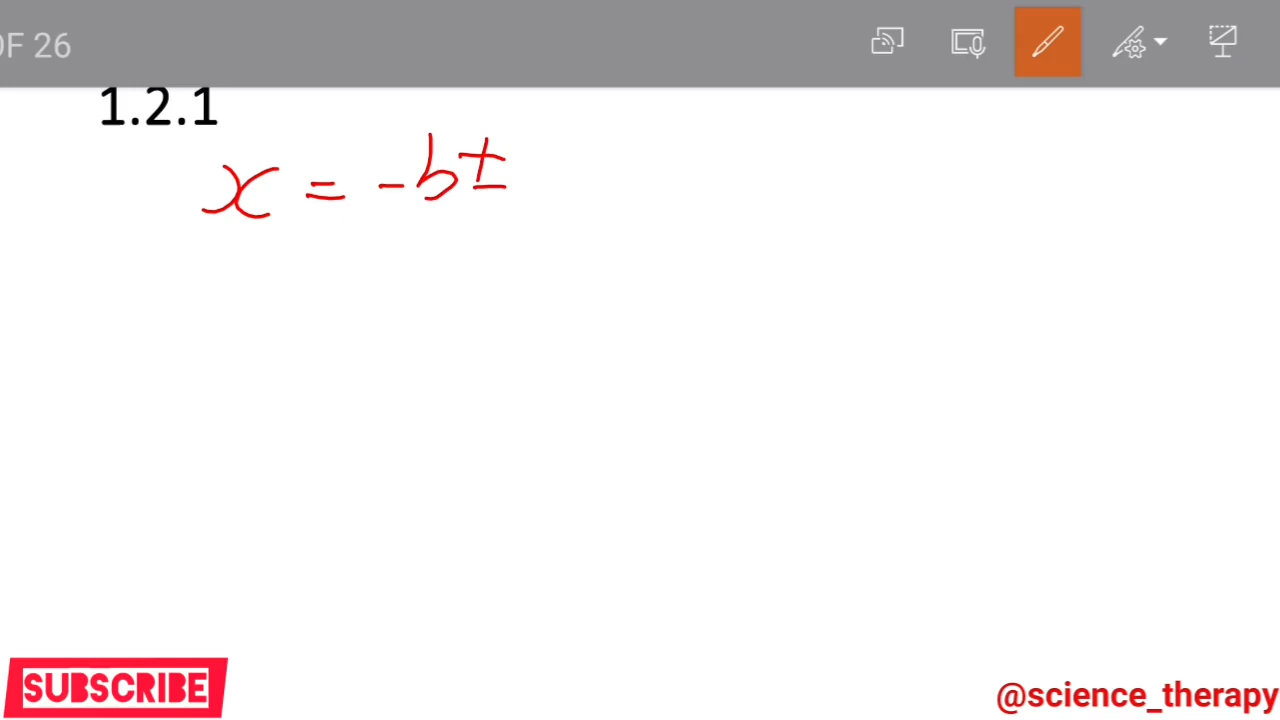 OF 26
1.2.1
x = -b±
SUBSCRIBE
@science_therapy